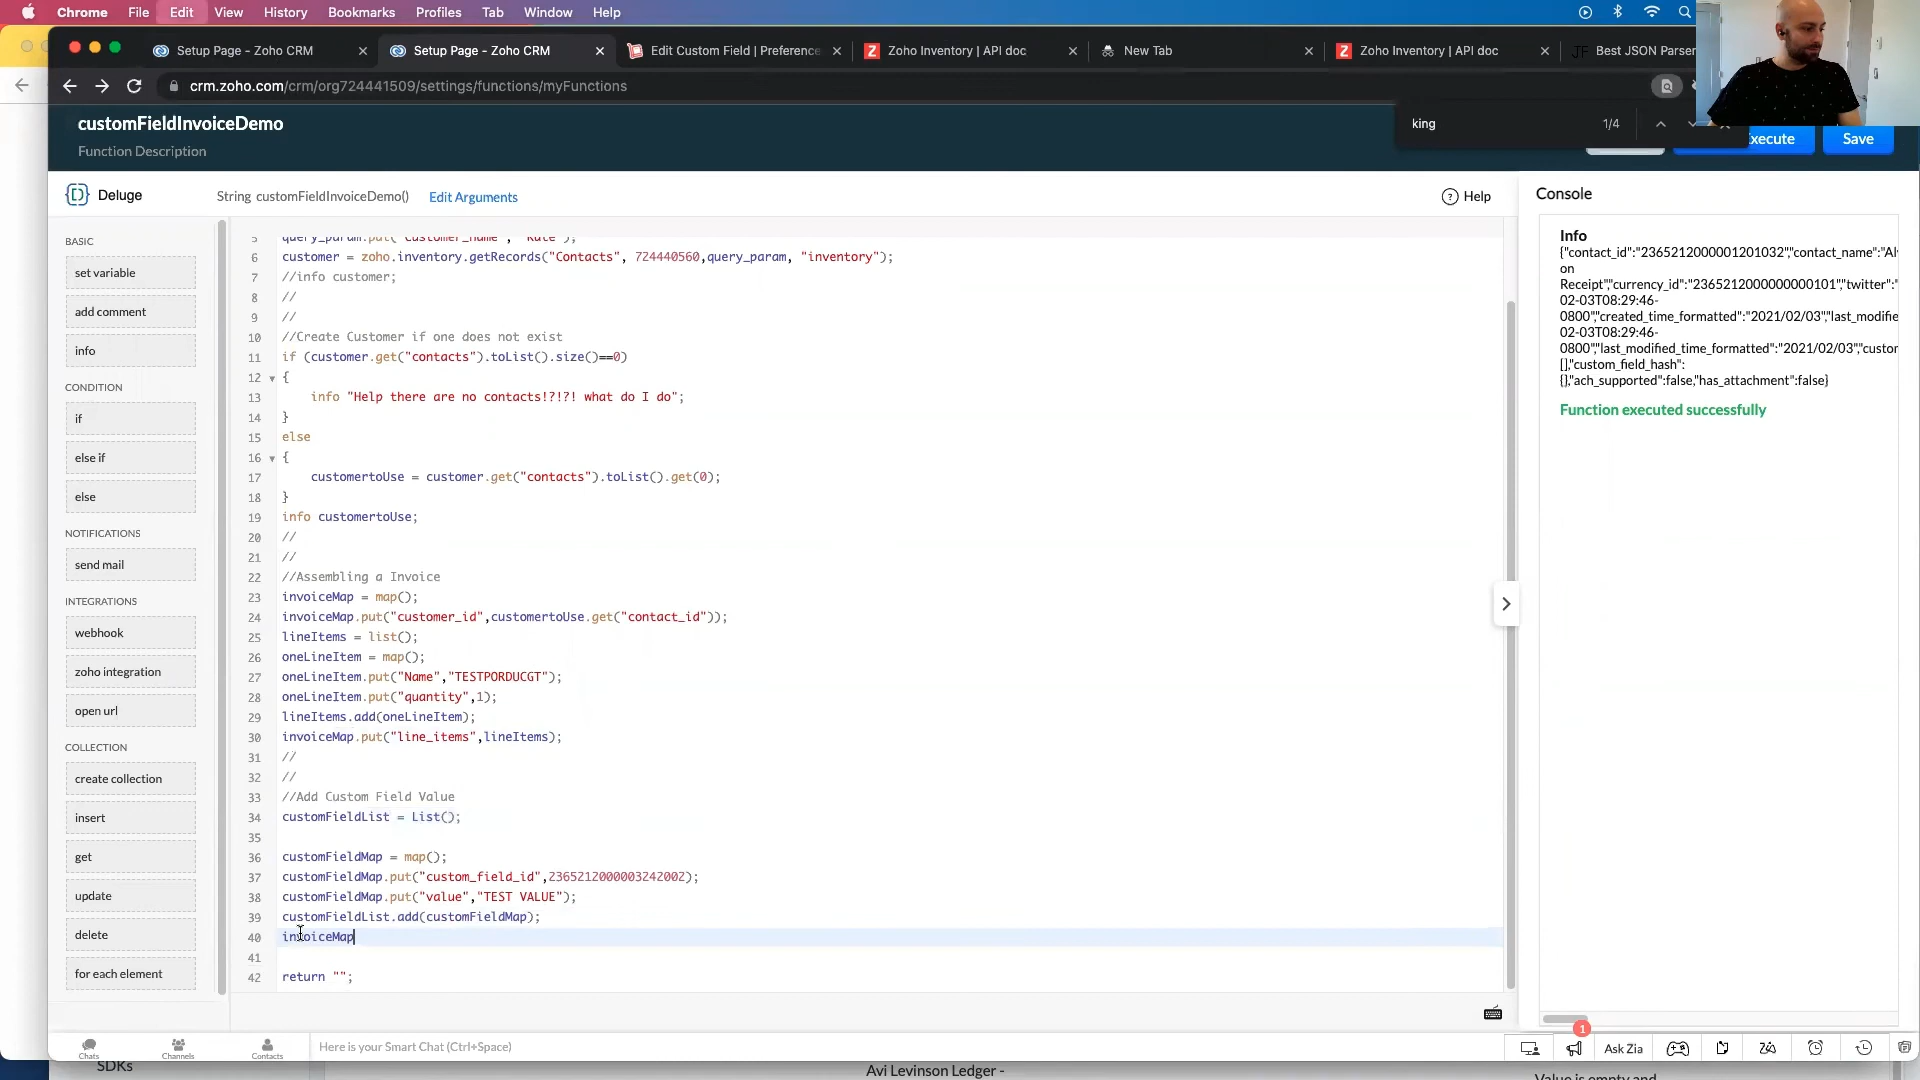 Chrome File Edit View History Bookmarks Profiles Tab Window Help
Setup Page - Zoho CRM
Setup Page - Zoho CRM
Edit Custom Field | Preference
Zoho Inventory | API doc
New Tab
Zoho Inventory | API doc
Best JSON Parser
crm.zoho.com/crm/org724441509/settings/functions/myFunctions
king 1/4
customFieldInvoiceDemo
Function Description
Save
Deluge
String customFieldInvoiceDemo() Edit Arguments
Help
Console
BASIC
set variable
add comment
info
CONDITION
if
else if
else
NOTIFICATIONS
send mail
INTEGRATIONS
webhook
zoho integration
open url
COLLECTION
create collection
insert
get
update
delete
for each element
5 query_param.put("Customer_name", "Kate");
6 customer = zoho.inventory.getRecords("Contacts", 724440560,query_param, "inventory");
7 //info customer;
8 //
9 //
10 //Create Customer if one does not exist
11 if (customer.get("contacts").toList().size()==0)
12 {
13 info "Help there are no contacts!?!?! what do I do";
14 }
15 else
16 {
17 customertoUse = customer.get("contacts").toList().get(0);
18 }
19 info customertoUse;
20 //
21 //
22 //Assembling a Invoice
23 invoiceMap = map();
24 invoiceMap.put("customer_id",customertoUse.get("contact_id"));
25 lineItems = list();
26 oneLineItem = map();
27 oneLineItem.put("Name","TESTPORDUCGT");
28 oneLineItem.put("quantity",1);
29 lineItems.add(oneLineItem);
30 invoiceMap.put("line_items",lineItems);
31 //
32 //
33 //Add Custom Field Value
34 customFieldList = List();
35
36 customFieldMap = map();
37 customFieldMap.put("custom_field_id",2365212000003242002);
38 customFieldMap.put("value","TEST VALUE");
39 customFieldList.add(customFieldMap);
40 invoiceMap
41
42 return "";
Info
{"contact_id":"2365212000001201032","contact_name":"Al
on
Receipt","currency_id":"2365212000000000101","twitter":"
02-03T08:29:46-
0800","created_time_formatted":"2021/02/03","last_modifie
02-03T08:29:46-
0800","last_modified_time_formatted":"2021/02/03","custom
[],"custom_field_hash":
{},"ach_supported":false,"has_attachment":false}
Function executed successfully
Chats
Channels
Contacts
Here is your Smart Chat (Ctrl+Space)
1
Ask Zia
SDKs
Avi Levinson Ledger -